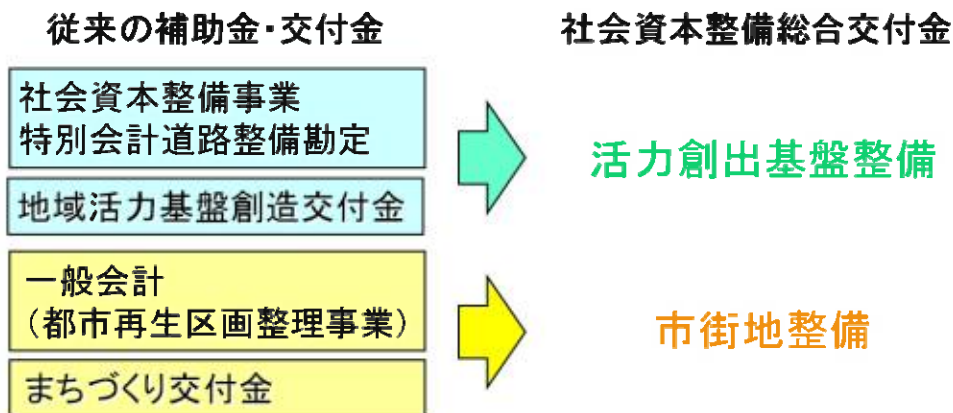 従来の補助金・交付金
社会資本整備総合交付金
社会資本整備事業
特別会計道路整備勘定
地域活力基盤創造交付金
活力創出基盤整備
一般会計
（都市再生区画整理事業）
まちづくり交付金
市街地整備